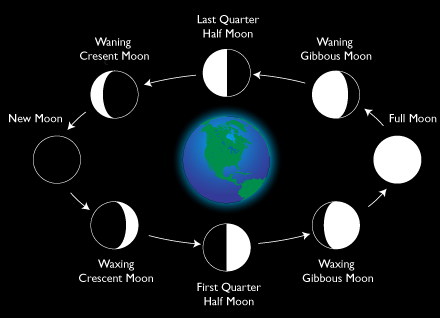 Last Quarter
Half Moon
Waning
Cresent Moon
Waning
Gibbous Moon
New Moon
Full Moon
Waxing
Crescent Moon
First Quarter
Half Moon
Waxing
Gibbous Moon